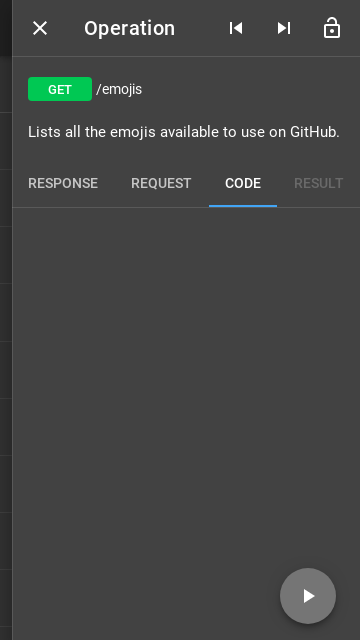 Operation
GET /emojis
Lists all the emojis available to use on GitHub.
RESPONSE REQUEST CODE RESULT